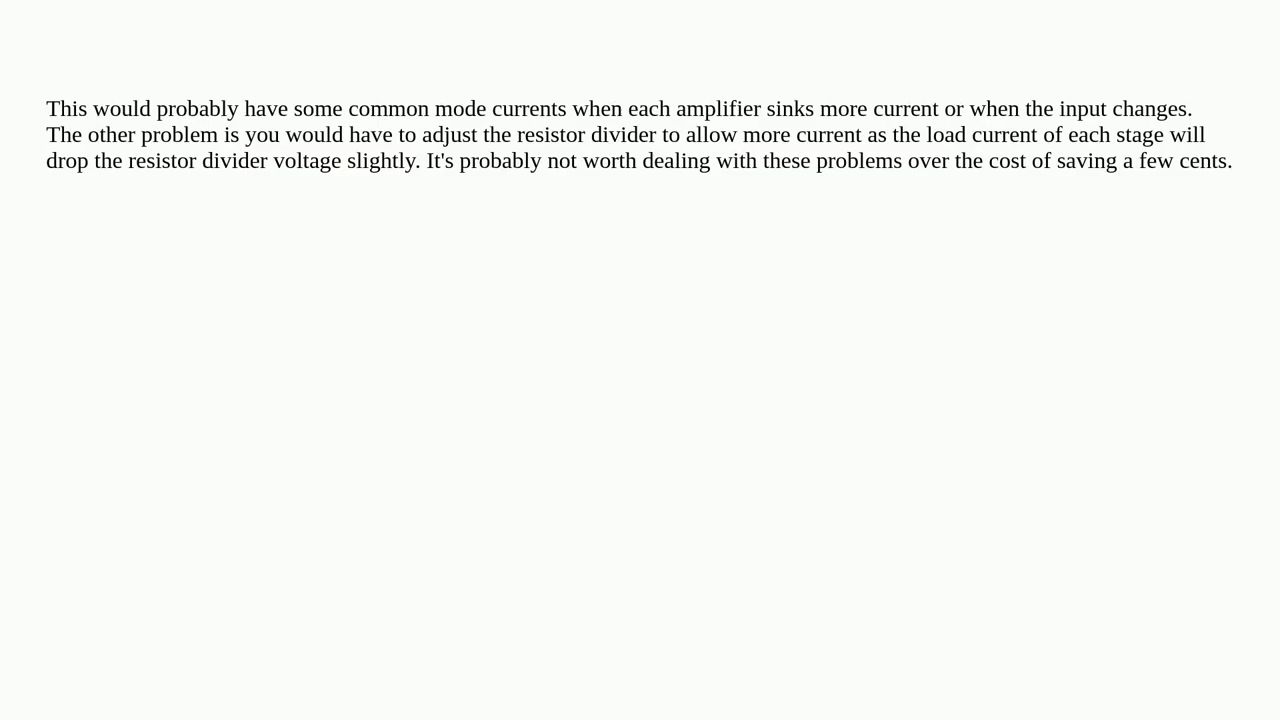 This would probably have some common mode currents when each amplifier sinks more current or when the input changes.
The other problem is you would have to adjust the resistor divider to allow more current as the load current of each stage will
drop the resistor divider voltage slightly. It's probably not worth dealing with these problems over the cost of saving a few cents.